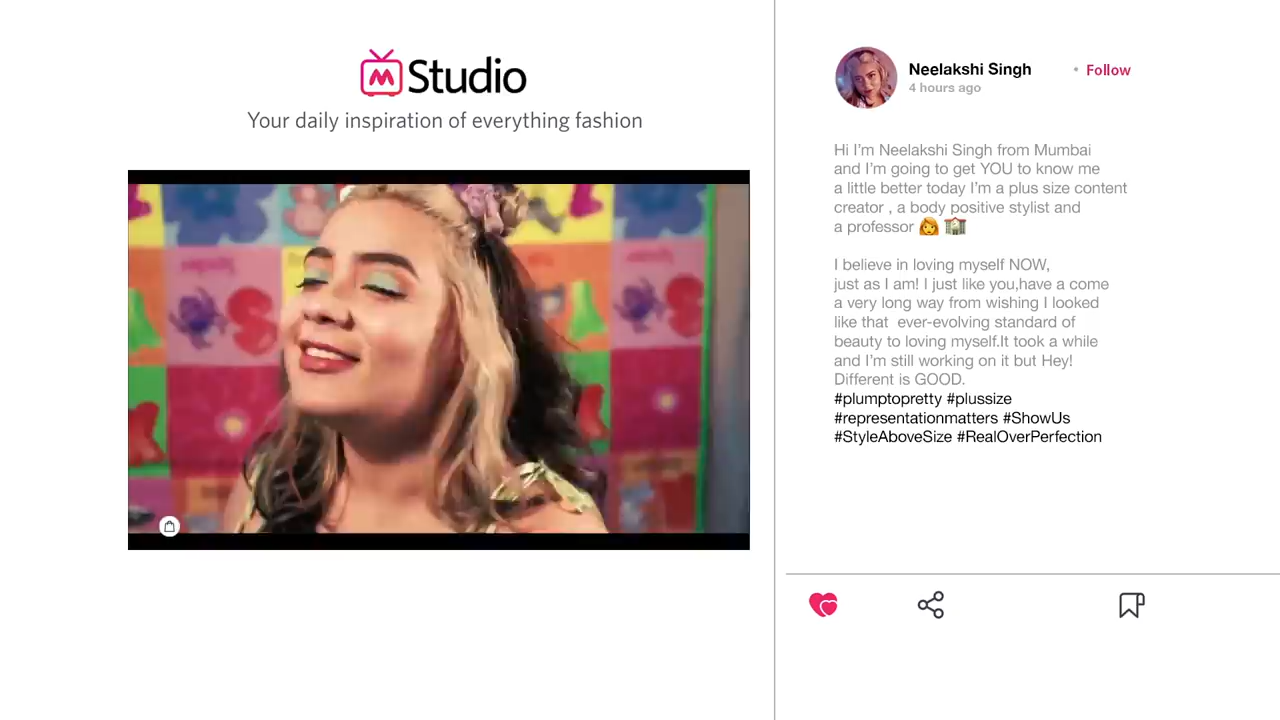 Studio
Your daily inspiration of everything fashion
Neelakshi Singh
• Follow
4 hours ago
Hi I'm Neelakshi Singh from Mumbai
and I'm going to get YOU to know me
a little better today I'm a plus size content
creator , a body positive stylist and
a professor 👩 🏫
I believe in loving myself NOW,
just as I am! I just like you,have a come
a very long way from wishing I looked
like that  ever-evolving standard of
beauty to loving myself.It took a while
and I'm still working on it but Hey!
Different is GOOD.
#plumptopretty #plussize
#representationmatters #ShowUs
#StyleAboveSize #RealOverPerfection